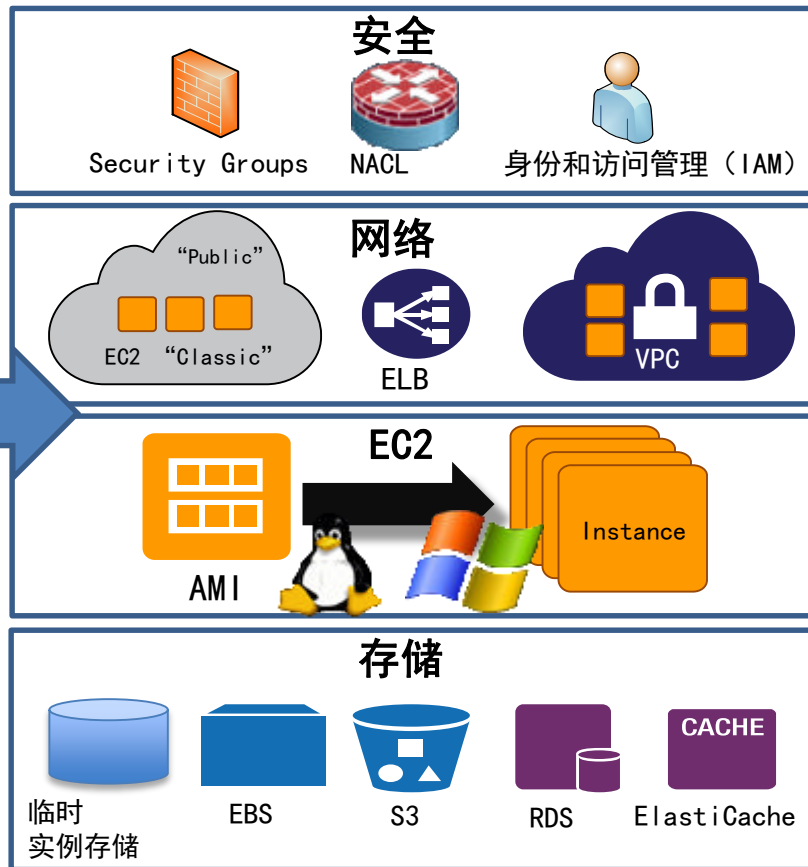 安全
Security Groups
NACL
身份和访问管理（IAM）
网络
“Public”
EC2 “Classic”
ELB
VPC
EC2
AMI
Instance
存储
临时
实例存储
EBS
S3
RDS
CACHE
ElastiCache